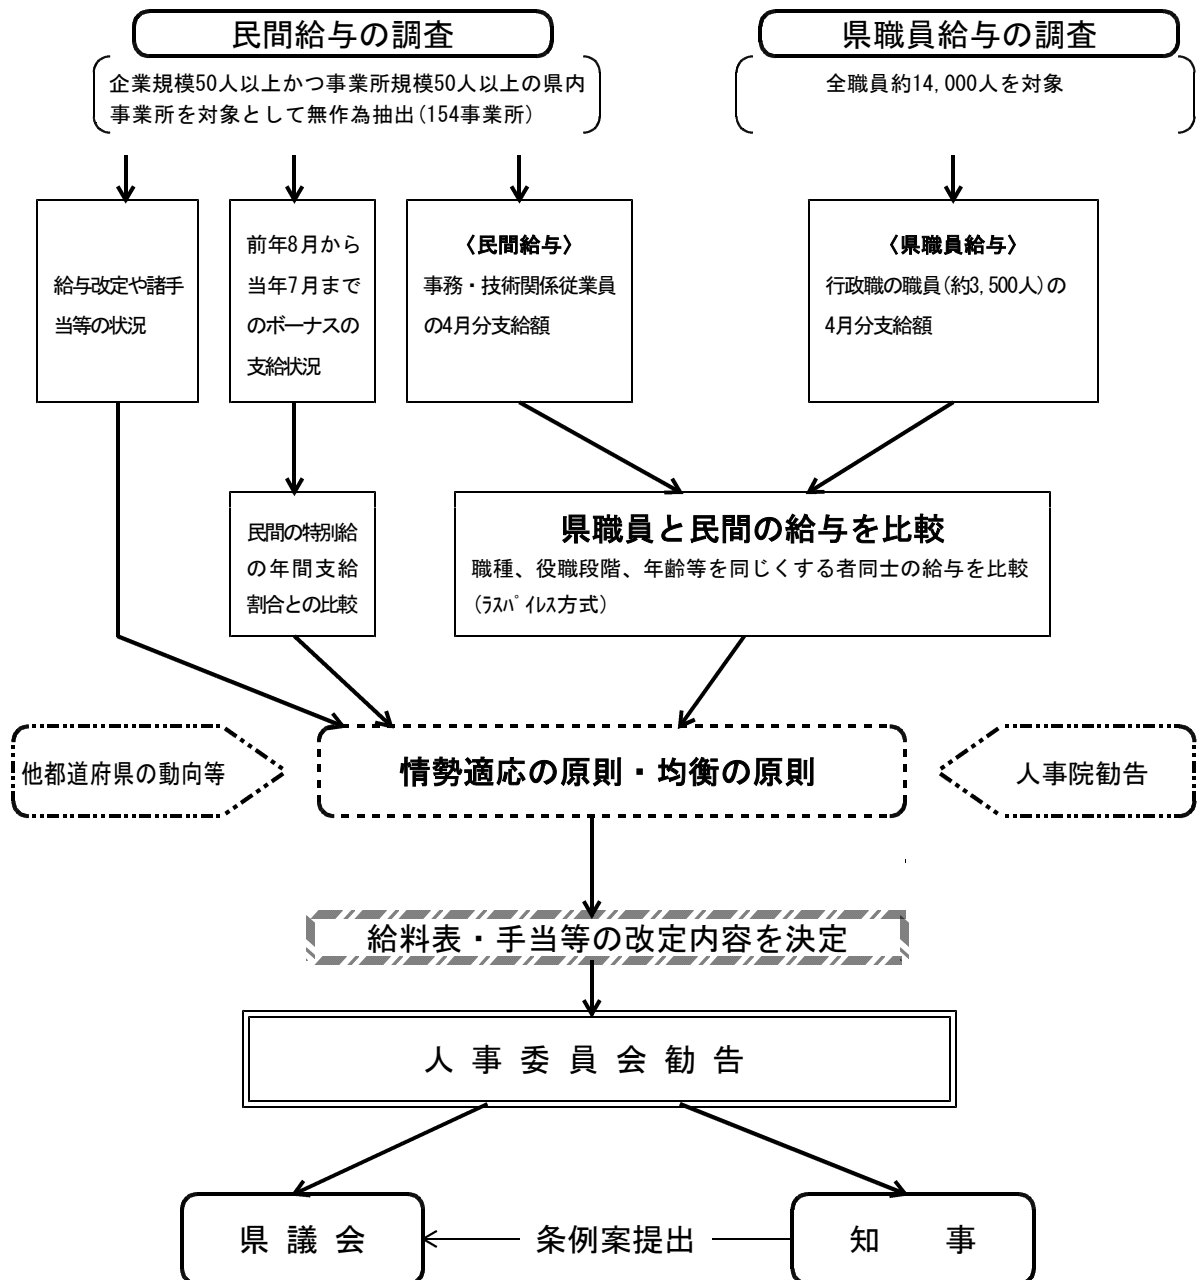 民間給与の調査
県職員給与の調査
企業規模50人以上かつ事業所規模50人以上の県内
事業所を対象として無作為抽出(154事業所)
全職員約14,000人を対象
給与改定や諸手
当等の状況
前年8月から
当年7月まで
のボーナスの
支給状況
〈民間給与〉
事務・技術関係従業員
の4月分支給額
〈県職員給与〉
行政職の職員(約3,500人)の
4月分支給額
民間の特別給
の年間支給
割合との比較
県職員と民間の給与を比較
職種、役職段階、年齢等を同じくする者同士の給与を比較
(ﾗｽﾊﾟｲﾚｽ方式)
他都道府県の動向等
情勢適応の原則・均衡の原則
人事院勧告
給料表・手当等の改定内容を決定
人事委員会勧告
県議会
条例案提出
知　事